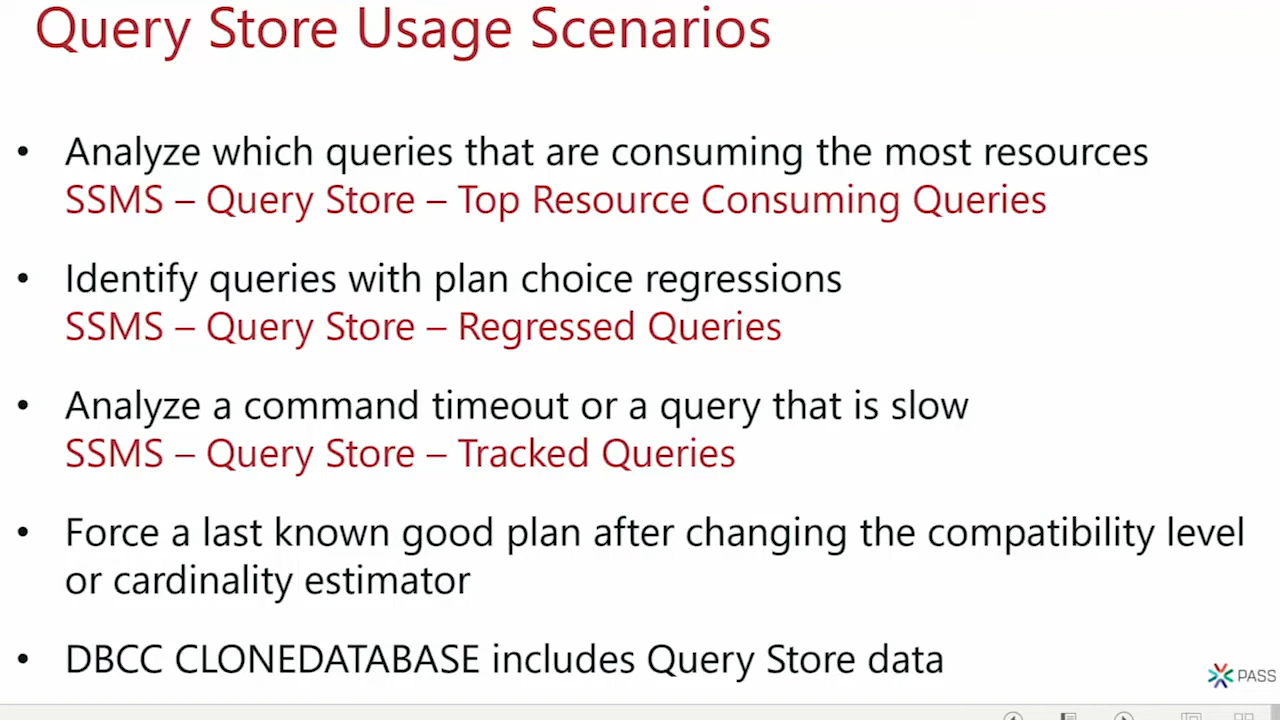 Query Store Usage Scenarios
• Analyze which queries that are consuming the most resources
SSMS – Query Store – Top Resource Consuming Queries
• Identify queries with plan choice regressions
SSMS – Query Store – Regressed Queries
• Analyze a command timeout or a query that is slow
SSMS – Query Store – Tracked Queries
• Force a last known good plan after changing the compatibility level
or cardinality estimator
• DBCC CLONEDATABASE includes Query Store data
PASS